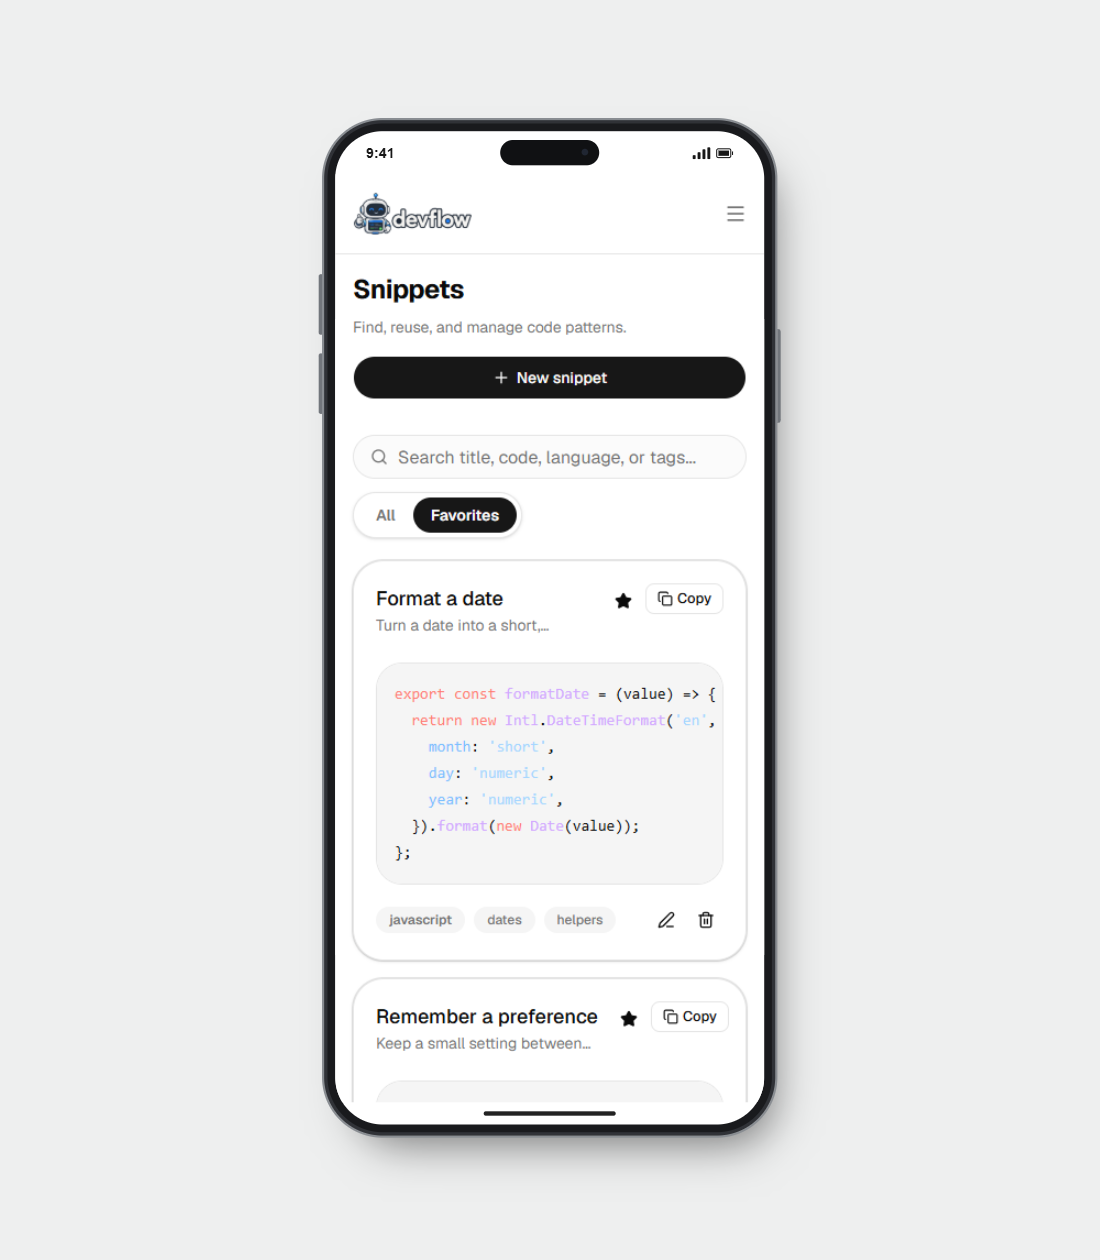 9:41
devflow
Snippets
Find, reuse, and manage code patterns.
New snippet
Search title, code, language, or tags...
All Favorites
Format a date
Copy
Turn a date into a short,...
export const formatDate = (value) => {
  return new Intl.DateTimeFormat('en',
    month: 'short',
    day: 'numeric',
    year: 'numeric',
  }).format(new Date(value));
};
javascript dates helpers
Remember a preference
Copy
Keep a small setting between...